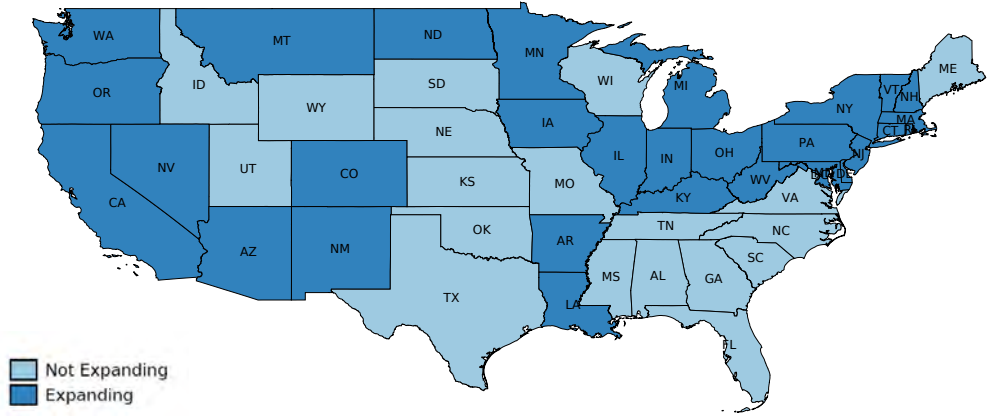 WA
MT
ND
MN
ME
OR
ID
SD
WI
MI
VT
NH
WY
NY
MA
CT
IA
NE
PA
NJ
NV
UT
CO
KS
MO
IL
IN
OH
WV
CA
KY
VA
AZ
NM
OK
AR
TN
NC
TX
MS
AL
GA
SC
LA
FL
Not Expanding
Expanding